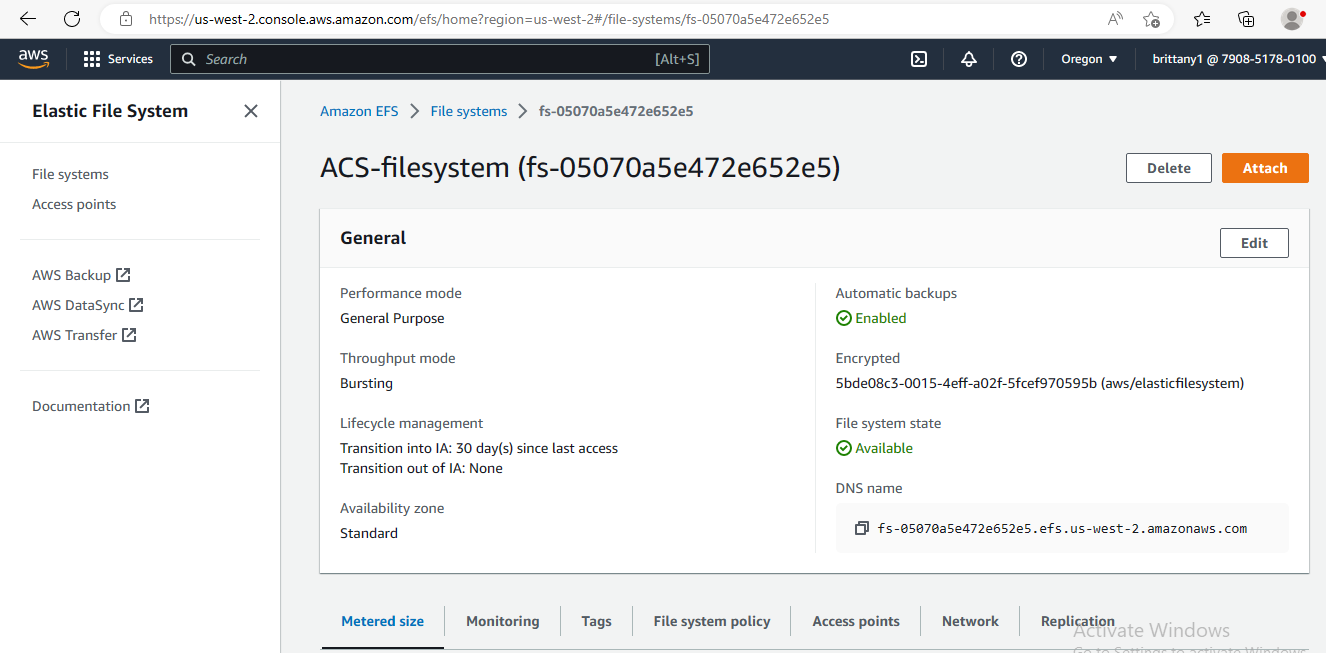 https://us-west-2.console.aws.amazon.com/efs/home?region=us-west-2#/file-systems/fs-05070a5e472e652e5
aws Services Search [Alt+S] Oregon brittany1 @ 7908-5178-0100
Elastic File System
File systems
Access points
AWS Backup
AWS DataSync
AWS Transfer
Documentation
Amazon EFS > File systems > fs-05070a5e472e652e5
ACS-filesystem (fs-05070a5e472e652e5)
Delete Attach
General
Edit
Performance mode
General Purpose
Throughput mode
Bursting
Lifecycle management
Transition into IA: 30 day(s) since last access
Transition out of IA: None
Availability zone
Standard
Automatic backups
Enabled
Encrypted
5bde08c3-0015-4eff-a02f-5fcef970595b (aws/elasticfilesystem)
File system state
Available
DNS name
fs-05070a5e472e652e5.efs.us-west-2.amazonaws.com
Metered size Monitoring Tags File system policy Access points Network Replication
Activate Windows
Go to Settings to activate Windows.